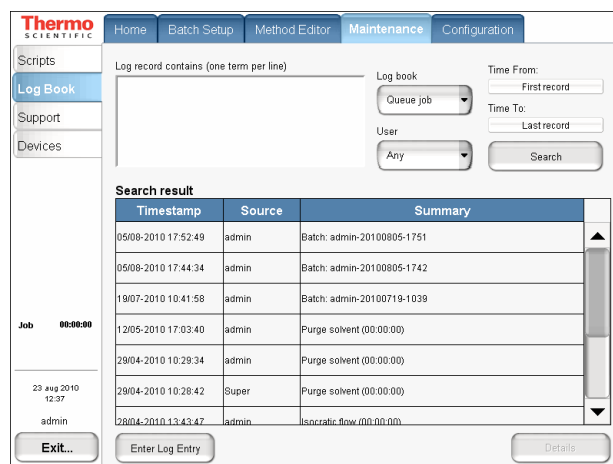 Thermo
SCIENTIFIC
Home
Batch Setup
Method Editor
Maintenance
Configuration
Scripts
Log Book
Support
Devices
Log record contains (one term per line)
Log book
Queue job
User
Any
Time From:
First record
Time To:
Last record
Search
Search result
Timestamp Source Summary
05/08-2010 17:52:49 admin Batch: admin-20100805-1751
05/08-2010 17:44:34 admin Batch: admin-20100805-1742
19/07-2010 10:41:58 admin Batch: admin-20100719-1039
12/05-2010 17:03:40 admin Purge solvent (00:00:00)
29/04-2010 10:29:34 admin Purge solvent (00:00:00)
29/04-2010 10:28:42 Super Purge solvent (00:00:00)
28/04-2010 13:43:47 admin Isocratic flow (00:00:00)
Job 00:00:00
23 aug 2010
12:37
admin
Exit...
Enter Log Entry
Details